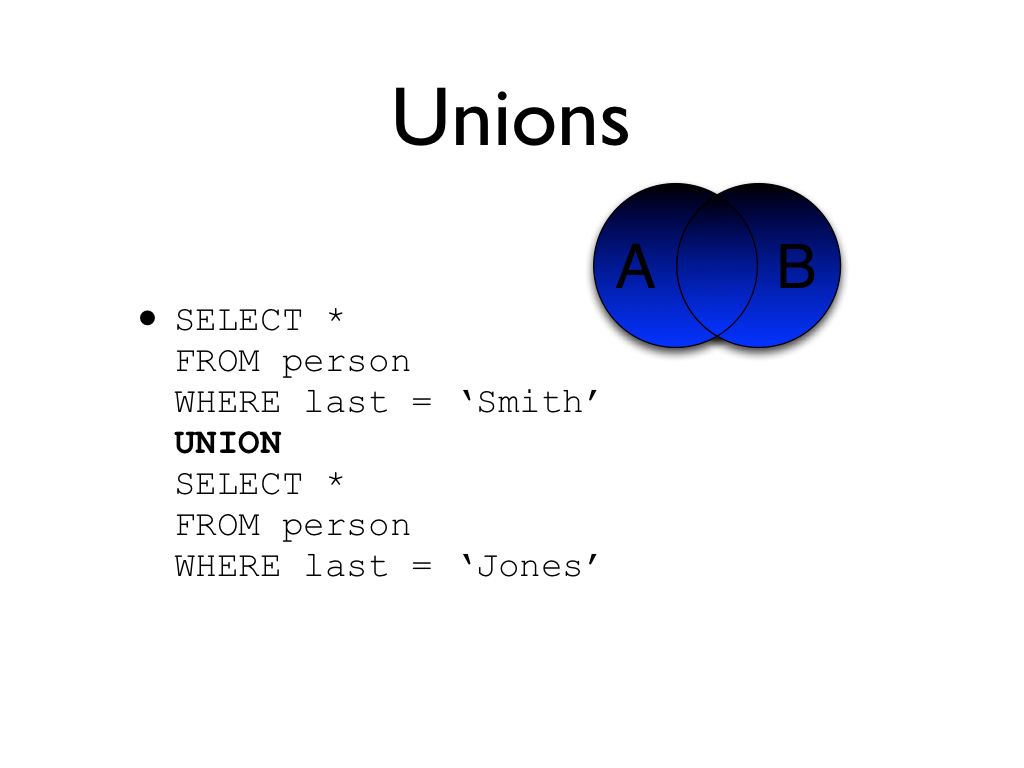 Unions
A B
• SELECT *
FROM person
WHERE last = ‘Smith’
UNION
SELECT *
FROM person
WHERE last = ‘Jones’